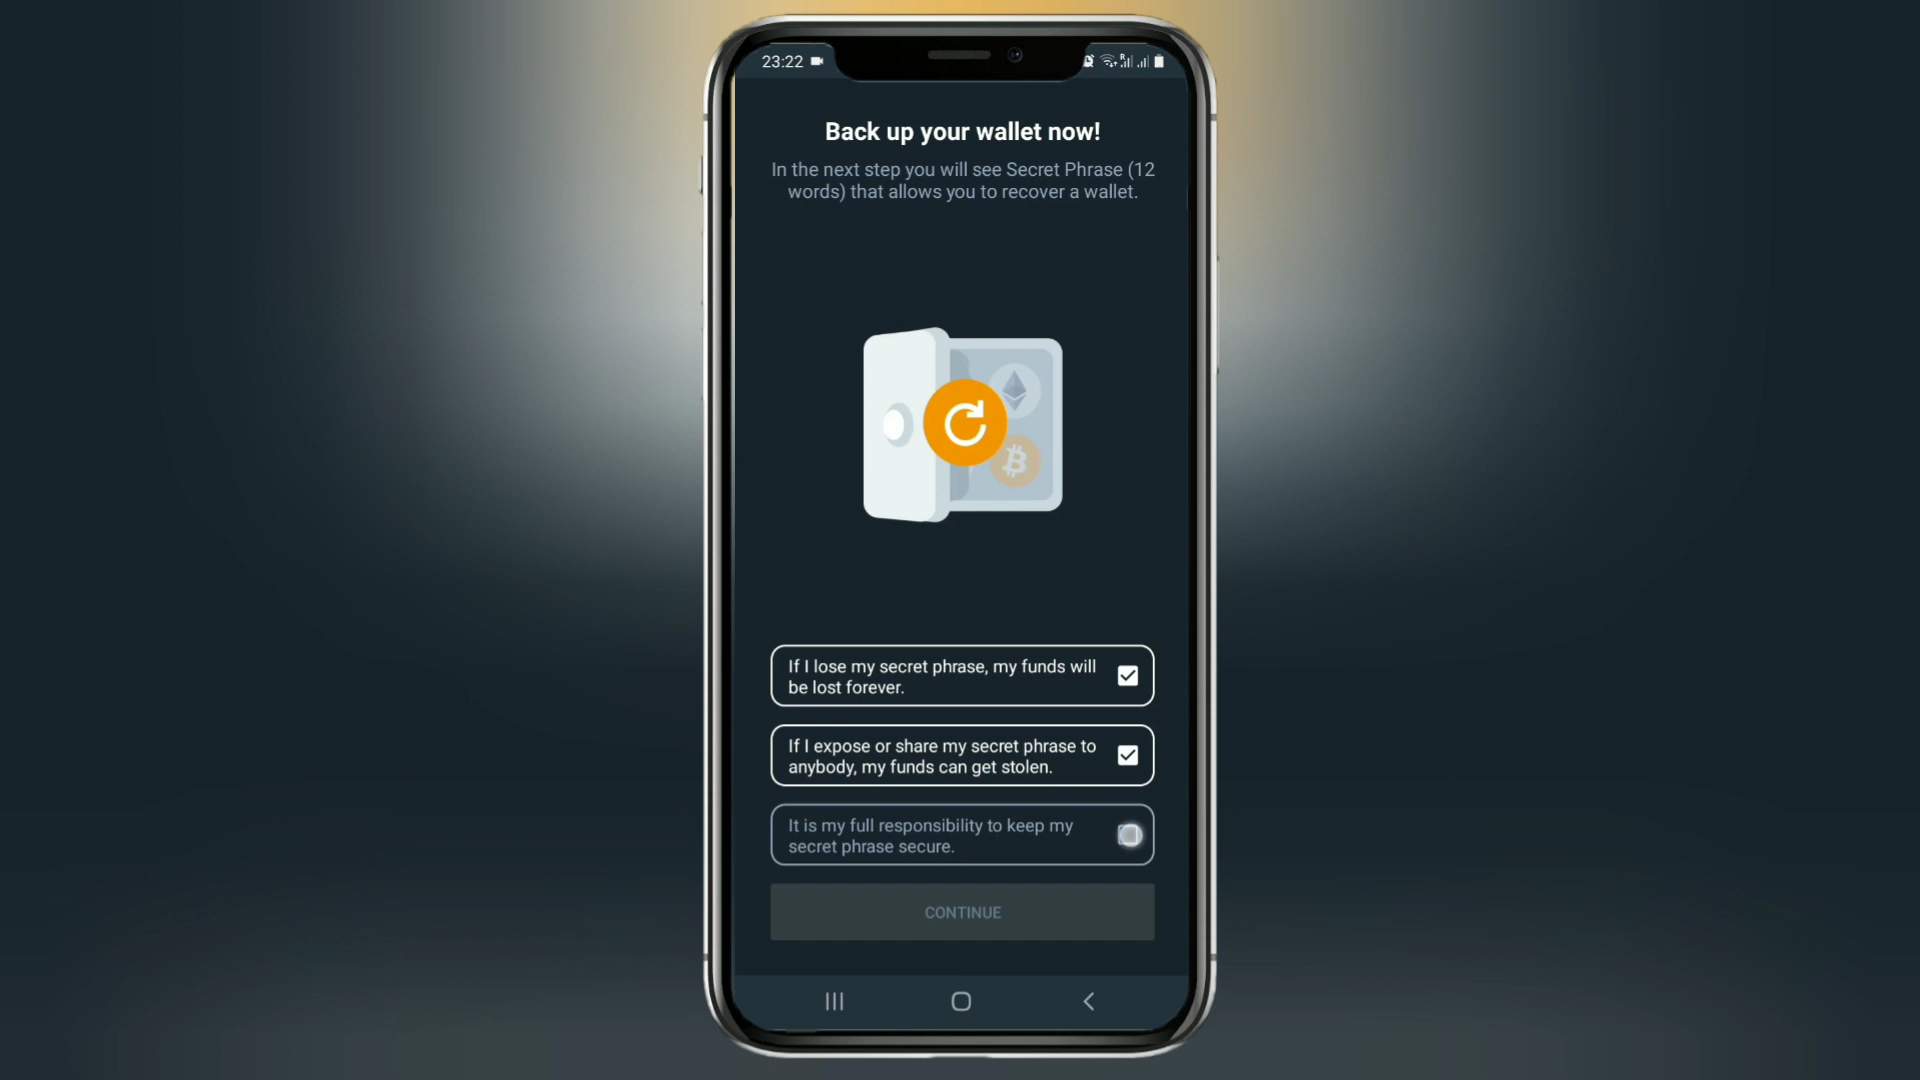 23:22
Back up your wallet now!
In the next step you will see Secret Phrase (12
words) that allows you to recover a wallet.
If I lose my secret phrase, my funds will
be lost forever.
If I expose or share my secret phrase to
anybody, my funds can get stolen.
It is my full responsibility to keep my
secret phrase secure.
CONTINUE